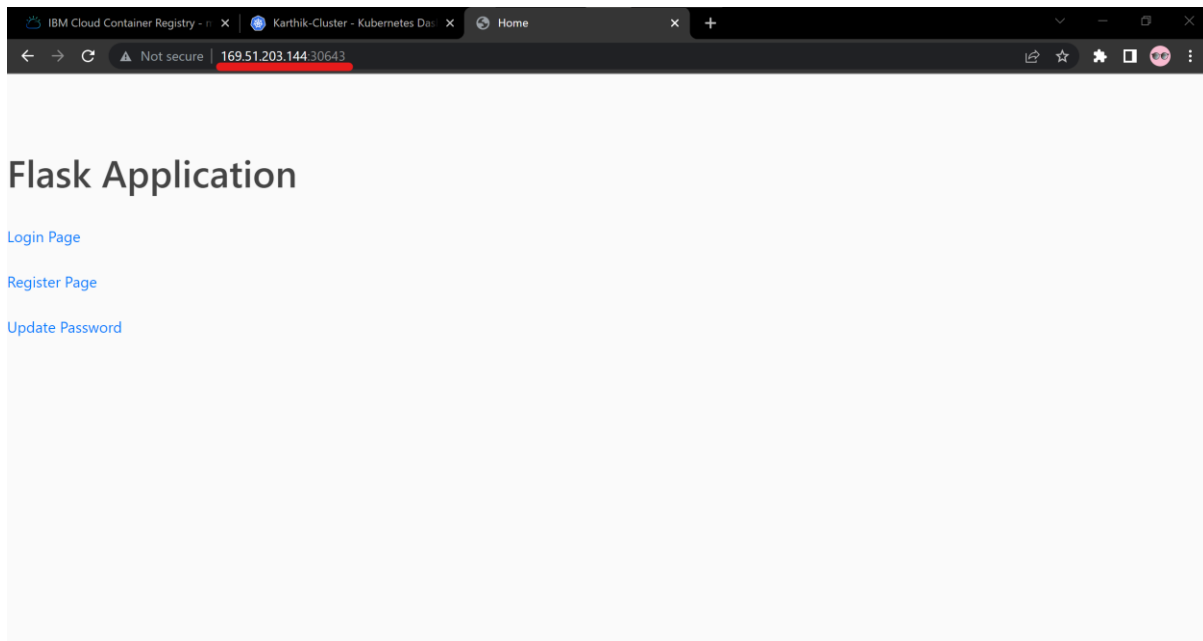 IBM Cloud Container Registry - n
Karthik-Cluster - Kubernetes Das
Home
Not secure 169.51.203.144:30643
Flask Application
Login Page
Register Page
Update Password